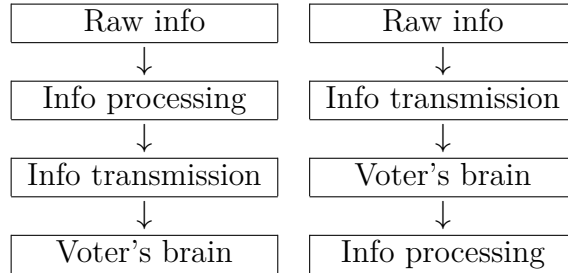 Raw info
Info processing
Info transmission
Voter's brain
Raw info
Info transmission
Voter's brain
Info processing